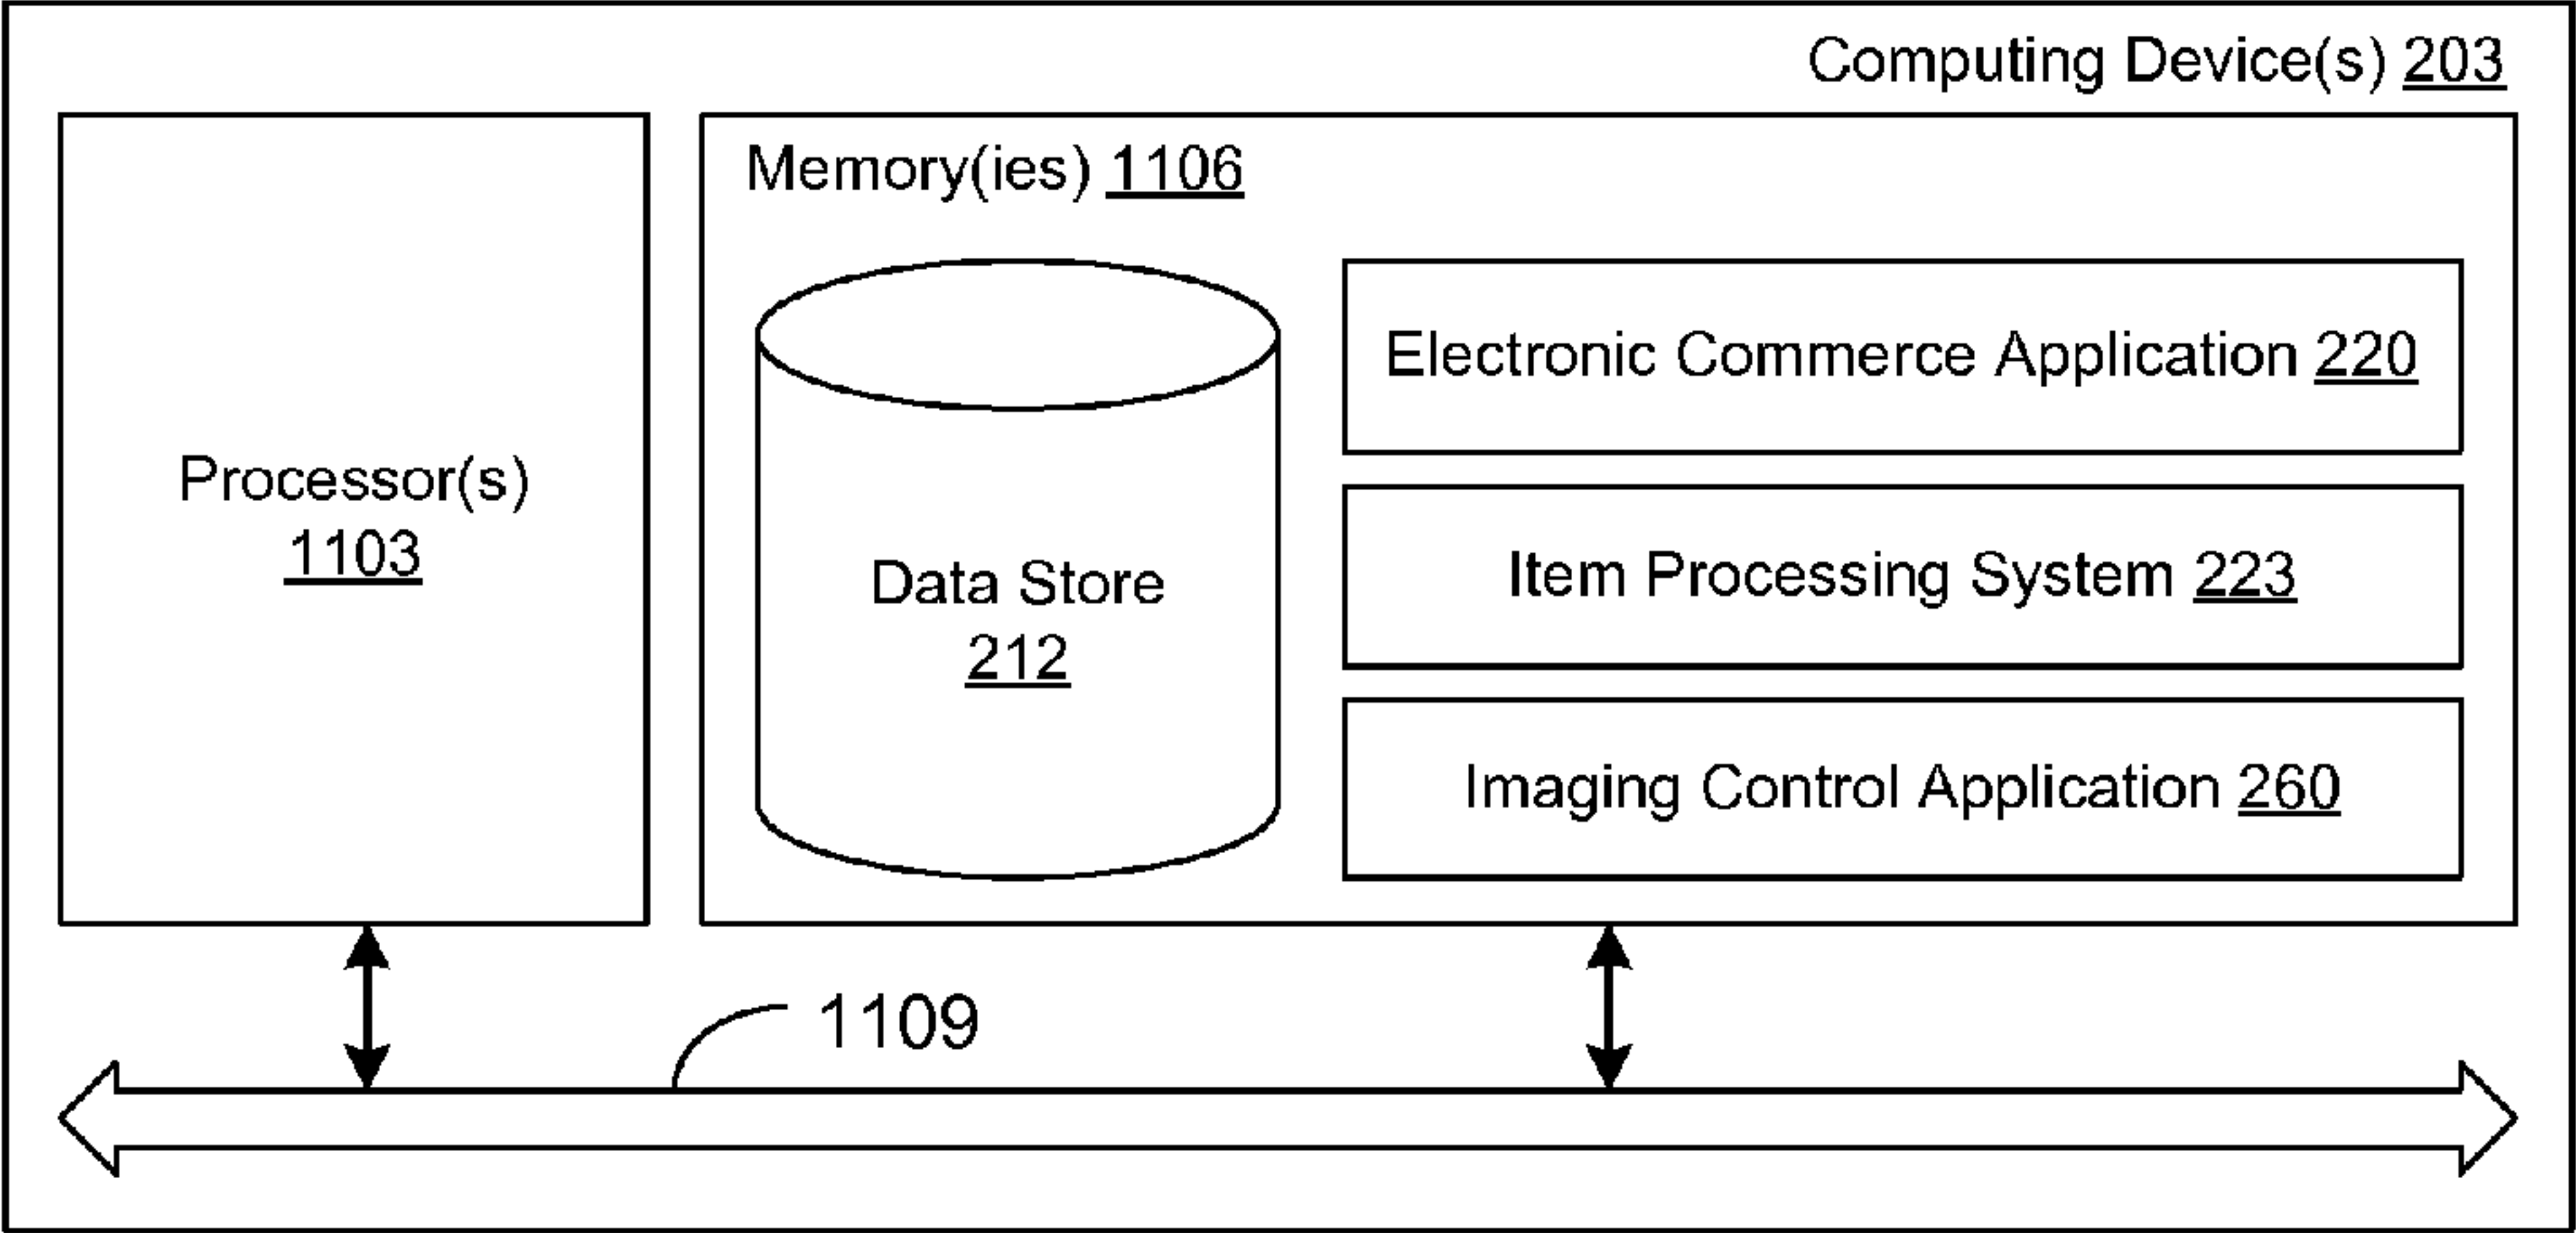 Computing Device(s) 203
Processor(s)
1103
Memory(ies) 1106
Data Store
212
Electronic Commerce Application 220
Item Processing System 223
Imaging Control Application 260
1109